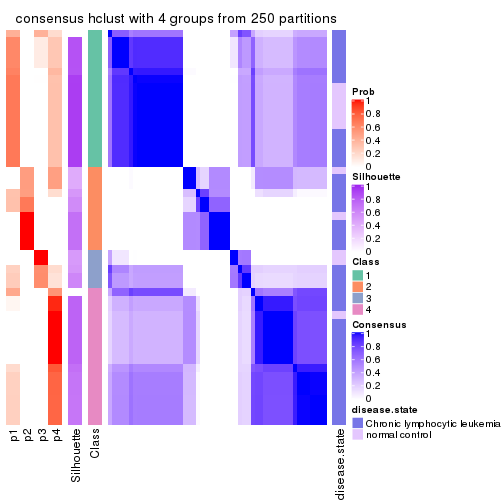 consensus hclust with 4 groups from 250 partitions
Prob
1
0.8
0.6
0.4
0.2
0
Silhouette
1
0.8
0.6
0.4
0.2
0
Class
1
2
3
4
Consensus
1
0.8
0.6
0.4
0.2
0
disease.state
Chronic lymphocytic leukemia
normal control
p1
p2
p3
p4
Silhouette
Class
disease.state